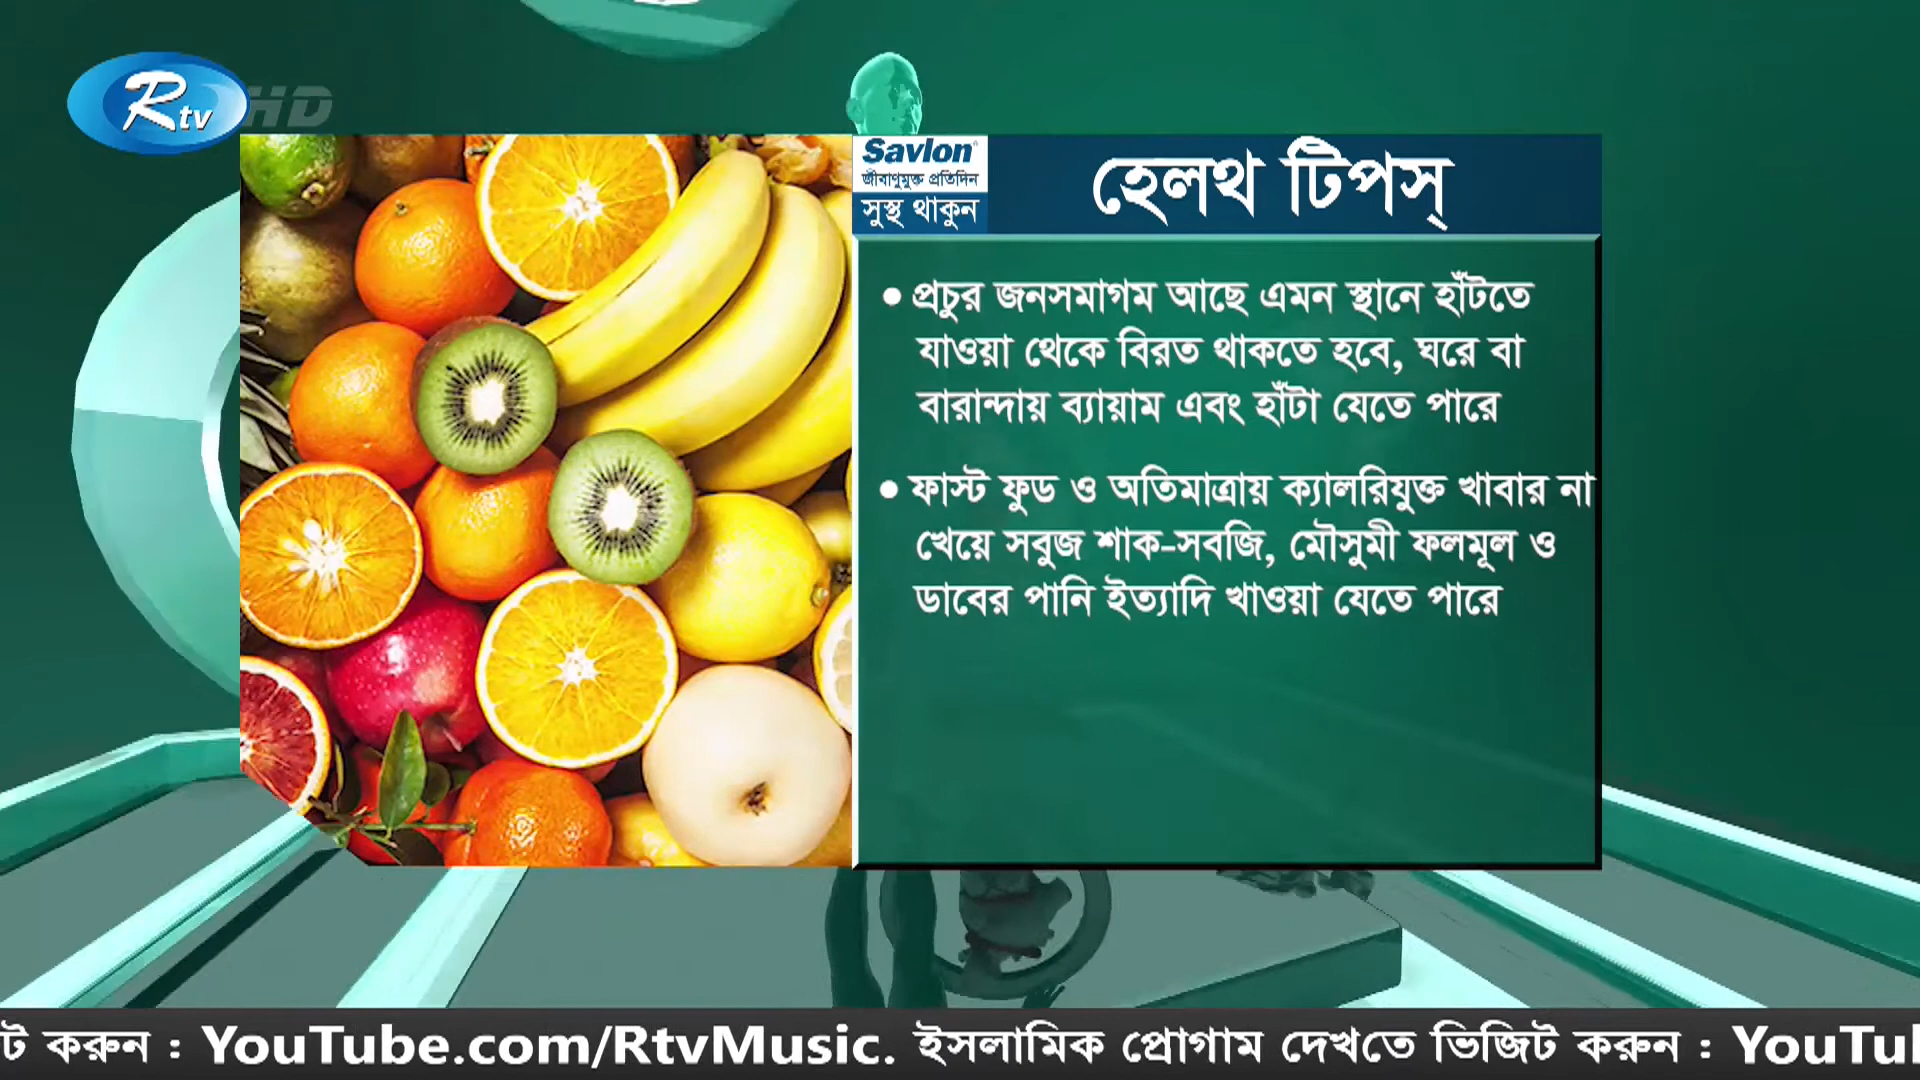 Rtv HD
Savlon
জীবাণুমুক্ত প্রতিদিন
সুস্থ থাকুন
হেলথ টিপস্
• প্রচুর জনসমাগম আছে এমন স্থানে হাঁটতে
যাওয়া থেকে বিরত থাকতে হবে, ঘরে বা
বারান্দায় ব্যায়াম এবং হাঁটা যেতে পারে
• ফাস্ট ফুড ও অতিমাত্রায় ক্যালরিযুক্ত খাবার না
খেয়ে সবুজ শাক-সবজি, মৌসুমী ফলমূল ও
ডাবের পানি ইত্যাদি খাওয়া যেতে পারে
ট করুন : YouTube.com/RtvMusic. ইসলামিক প্রোগাম দেখতে ভিজিট করুন : YouTu